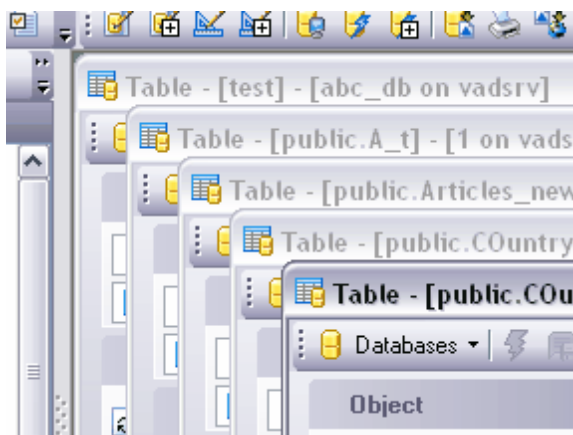 Table - [test] - [abc_db on vadsrv]
Table - [public.A_t] - [1 on vads
Table - [public.Articles_new
Table - [public.COuntry
Table - [public.COu
Databases
Object